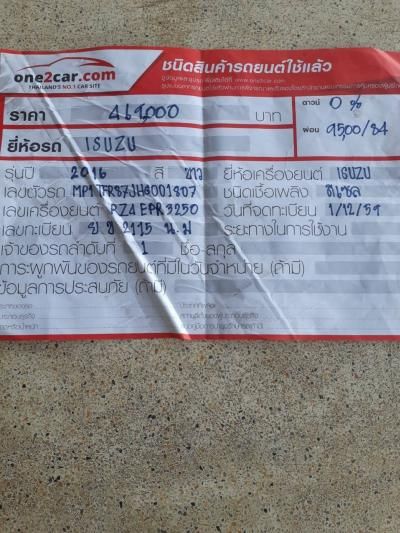 one2car.com
THAILAND'S NO.1 CAR SITE
ชนิดสินค้ารถยนต์ใช้แล้ว
ราคา 469,000 บาท
ดาวน์ 0 %
ผ่อน 9500/84
ยี่ห้อรถ ISUZU
รุ่นปี 2016 สี ขาว
ยี่ห้อเครื่องยนต์ ISUZU
เลขตัวรถ MP1TFR87JHG001807
ชนิดเชื้อเพลิง ดีเซล
เลขเครื่องยนต์ RZ4EPR3250
วันที่จดทะเบียน 1/12/59
เลขทะเบียน 2115 น.ม
ระยะทางในการใช้งาน
เจ้าของรถลำดับที่ 1 ชื่อ-สกุล
ภาระผูกพันของรถยนต์ที่มีในวันจำหน่าย (ถ้ามี)
ข้อมูลการประสบภัย (ถ้ามี)